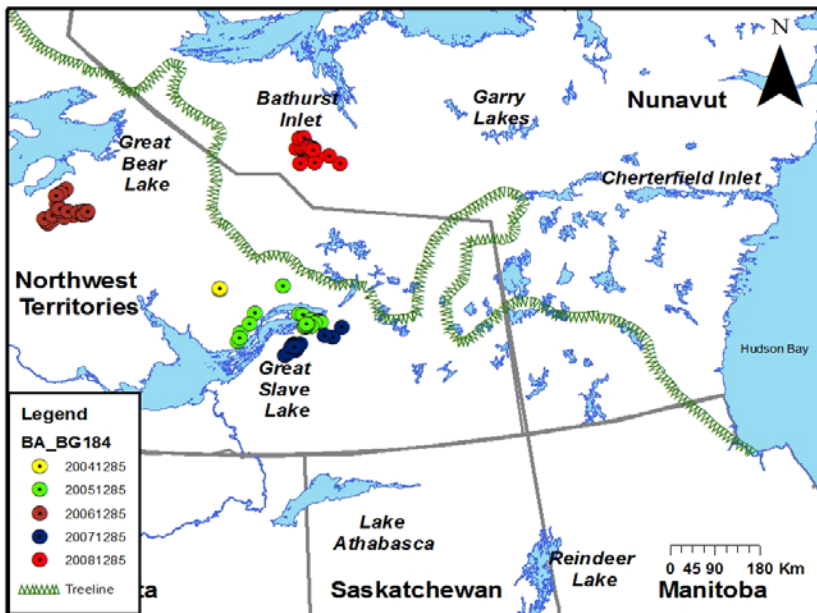 N
Bathurst
Inlet
Garry
Lakes
Nunavut
Great
Bear
Lake
Cherterfield Inlet
Northwest
Territories
Hudson Bay
Great
Slave
Lake
Legend
BA_BG184
20041285
20051285
20061285
20071285
20081285
Treeline
ta
Lake
Athabasca
Saskatchewan
Reindeer
Lake
Manitoba
0 45 90 180 Km